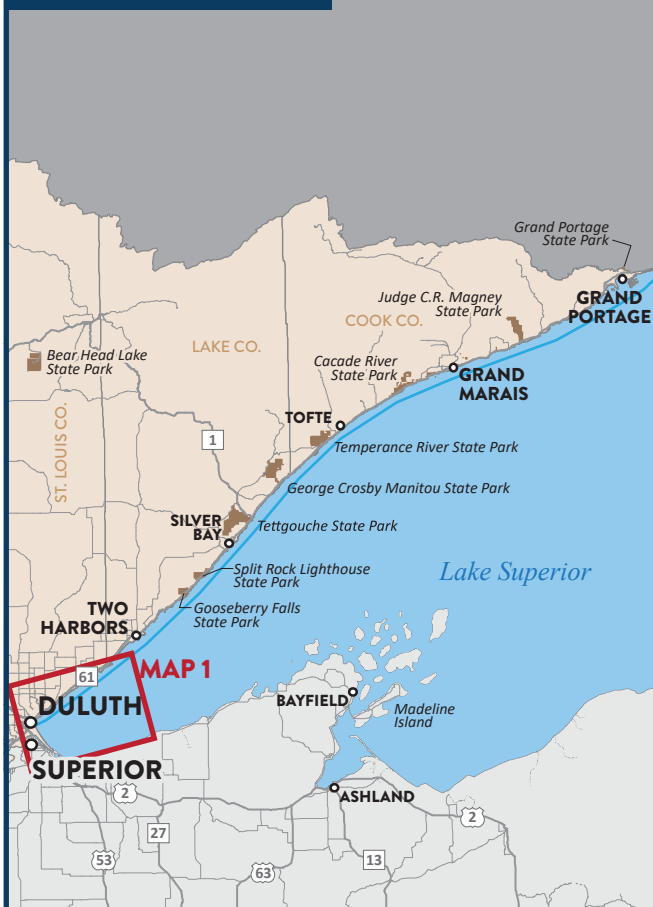 Grand Portage
State Park
GRAND
PORTAGE
Judge C.R. Magney
State Park
COOK CO.
LAKE CO.
Bear Head Lake
State Park
Cacade River
State Park
GRAND
MARAIS
ST. LOUIS CO.
TOFTE
1
Temperance River State Park
George Crosby Manitou State Park
SILVER
BAY
Tettgouche State Park
Split Rock Lighthouse
State Park
Lake Superior
Gooseberry Falls
State Park
TWO
HARBORS
61
MAP 1
DULUTH
BAYFIELD
Madeline
Island
SUPERIOR
2
ASHLAND
2
27
53
63
13